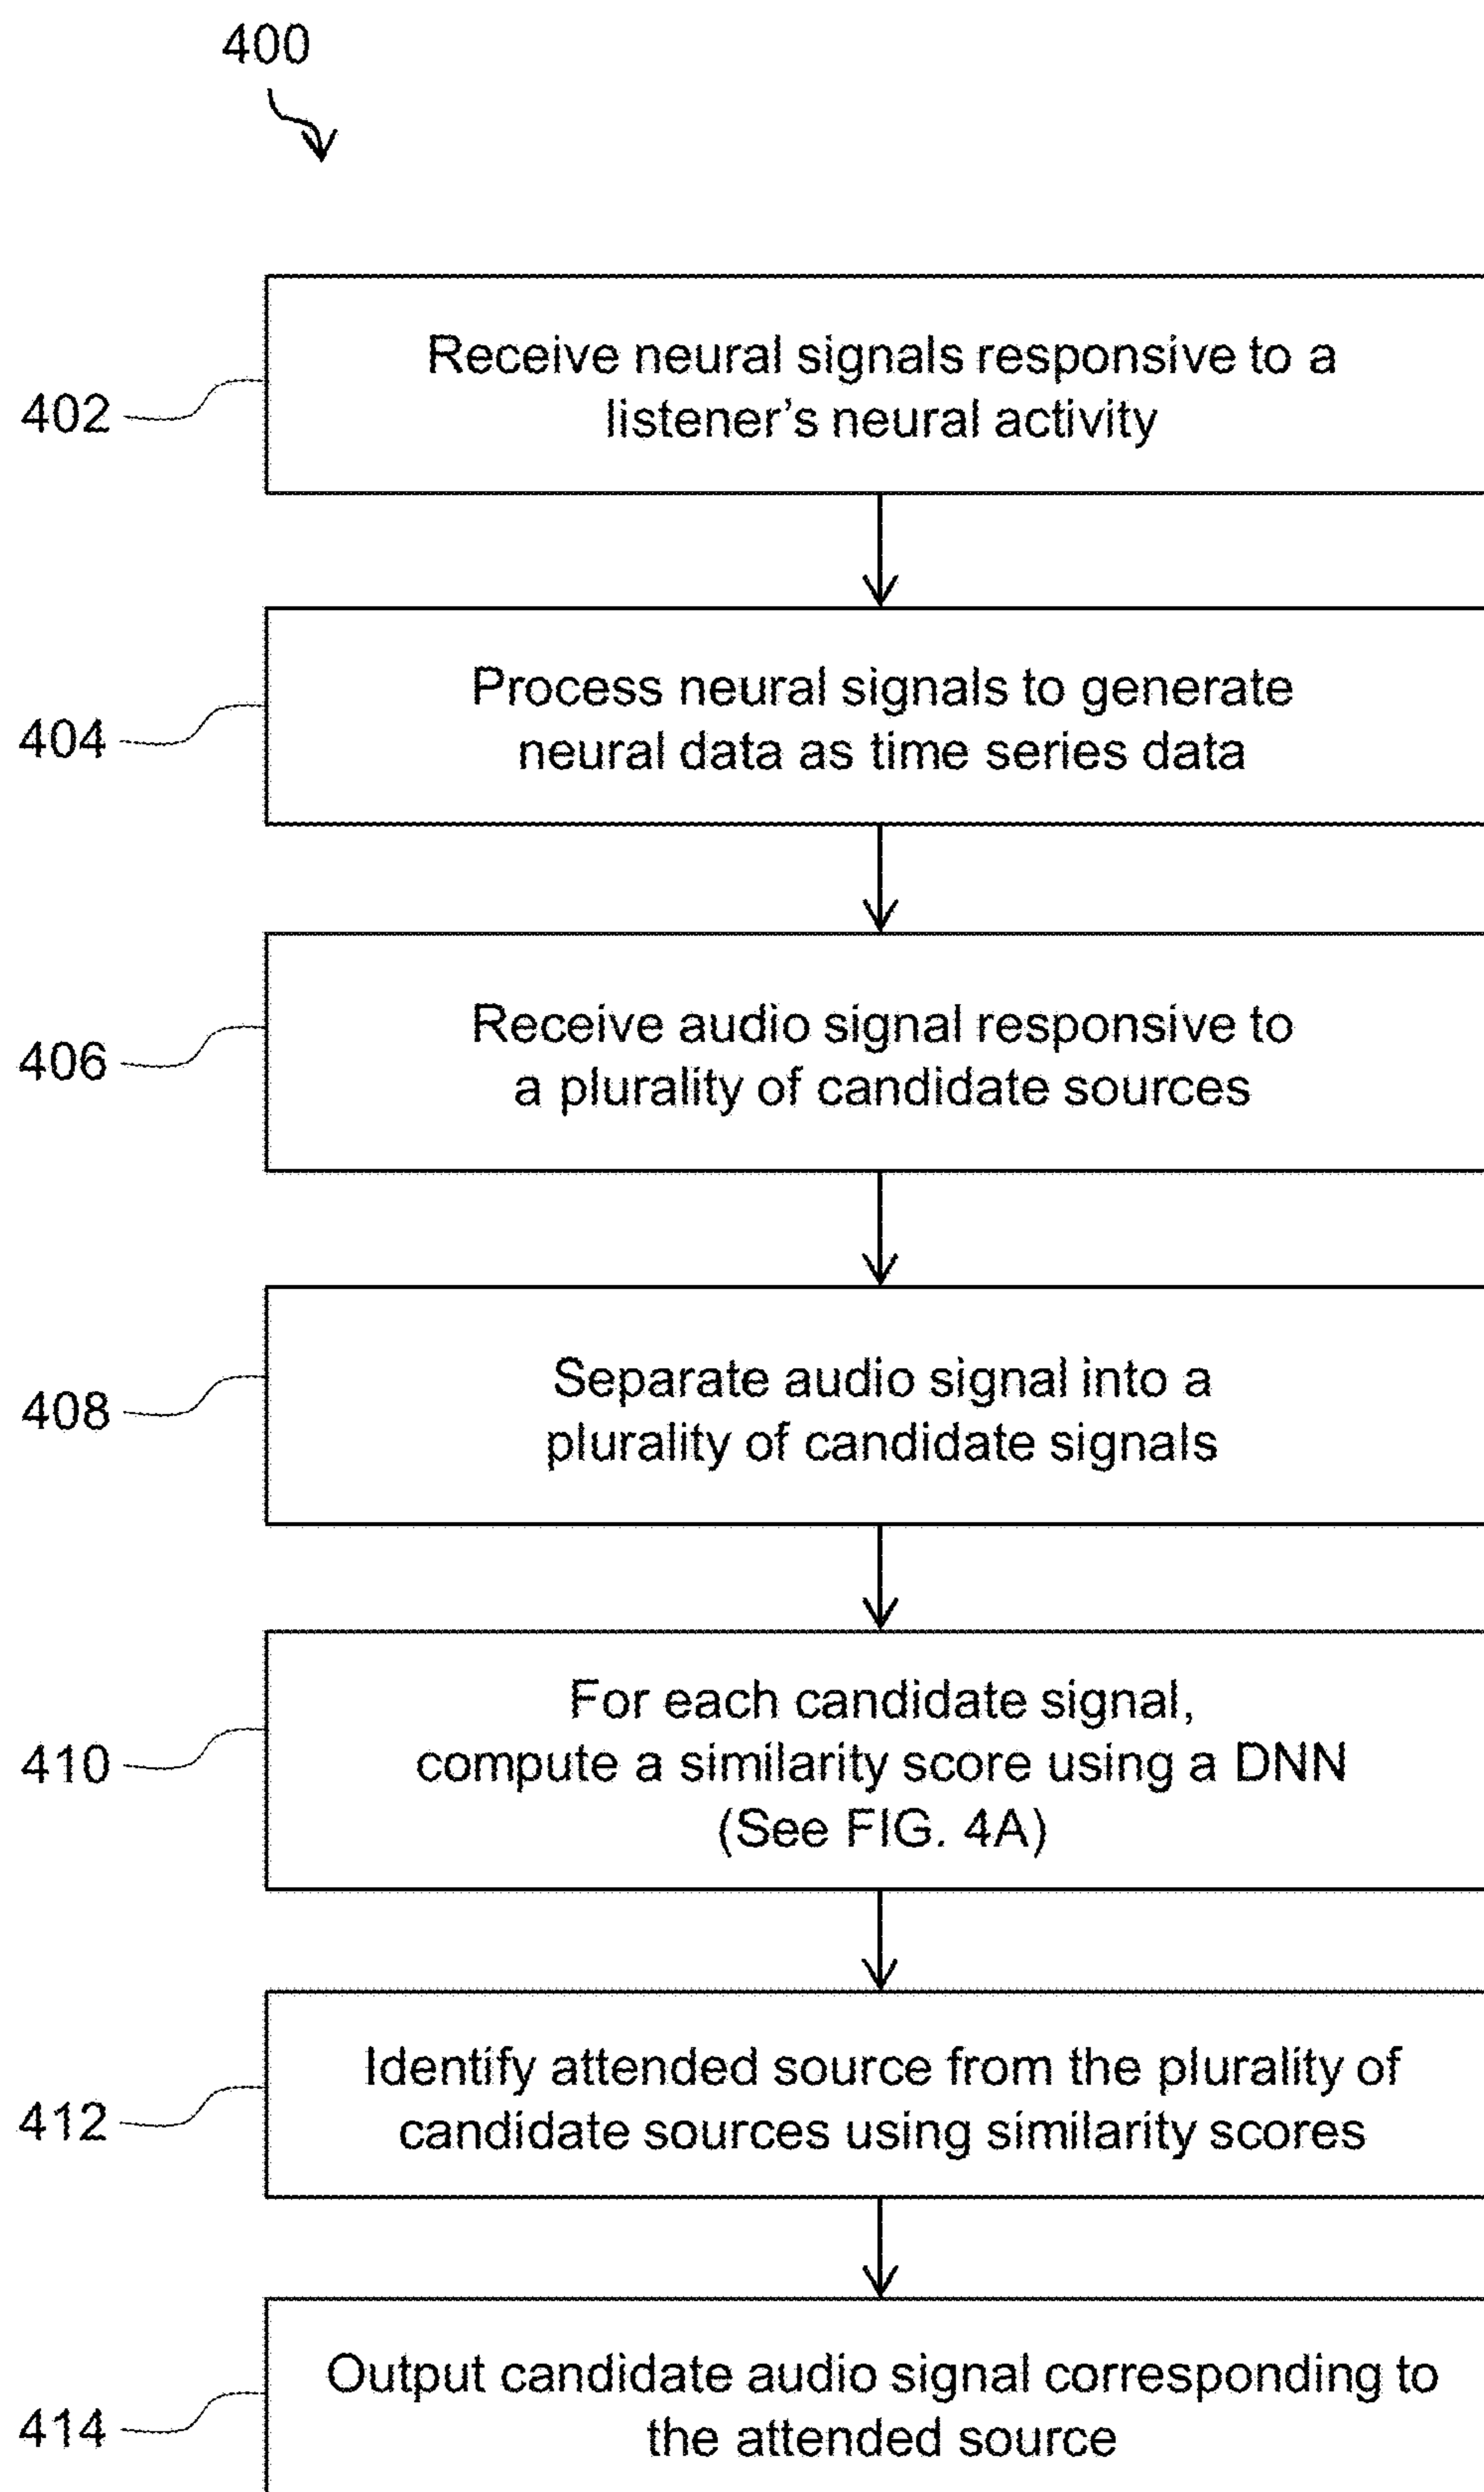 400
402
Receive neural signals responsive to a
listener's neural activity
404
Process neural signals to generate
neural data as time series data
406
Receive audio signal responsive to
a plurality of candidate sources
408
Separate audio signal into a
plurality of candidate signals
410
For each candidate signal,
compute a similarity score using a DNN
(See FIG. 4A)
412
Identify attended source from the plurality of
candidate sources using similarity scores
414
Output candidate audio signal corresponding to
the attended source